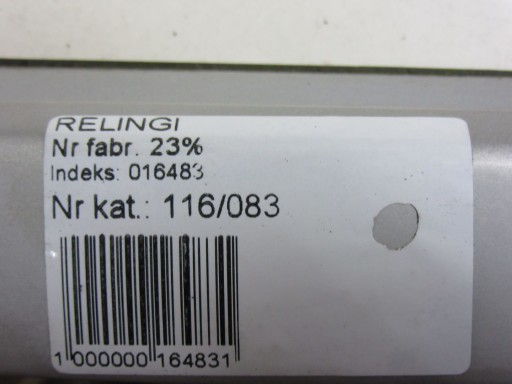 RELINGI
Nr fabr. 23%
Indeks: 016483
Nr kat.: 116/083
1 000000 164831